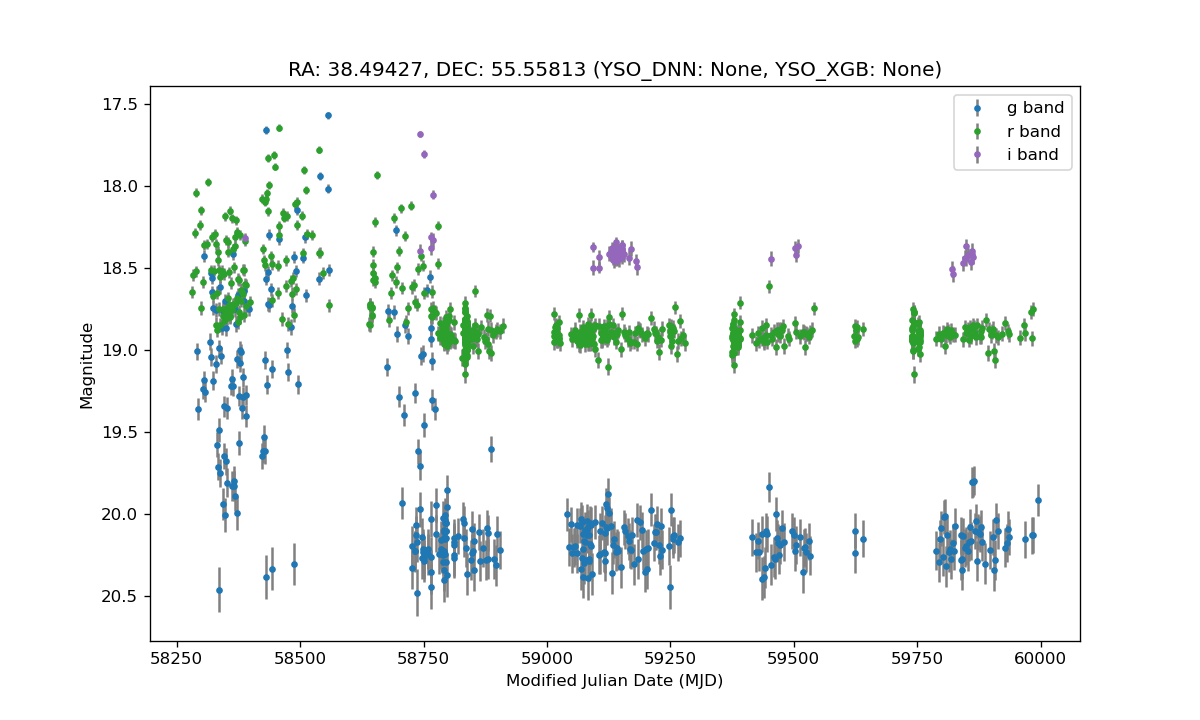 RA: 38.49427, DEC: 55.55813 (YSO_DNN: None, YSO_XGB: None)
g band
r band
i band
17.5
18.0
18.5
19.0
19.5
20.0
20.5
Magnitude
58250 58500 58750 59000 59250 59500 59750 60000
Modified Julian Date (MJD)